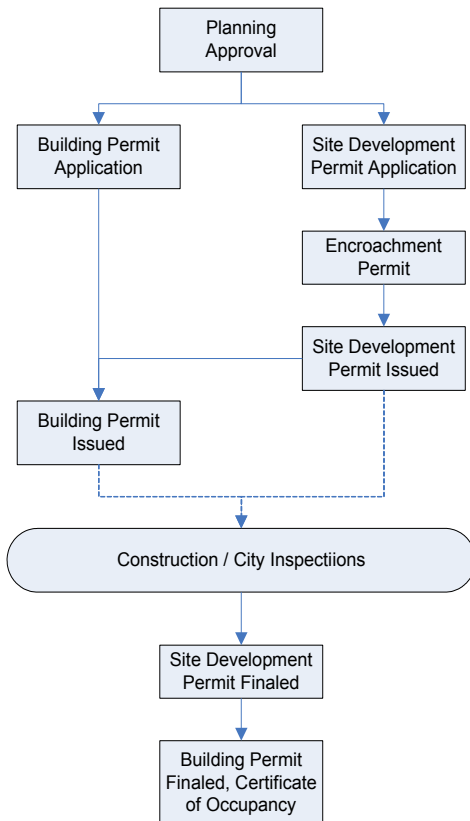 Planning
Approval
Building Permit
Application
Site Development
Permit Application
Encroachment
Permit
Site Development
Permit Issued
Building Permit
Issued
Construction / City Inspectiions
Site Development
Permit Finaled
Building Permit
Finaled, Certificate
of Occupancy